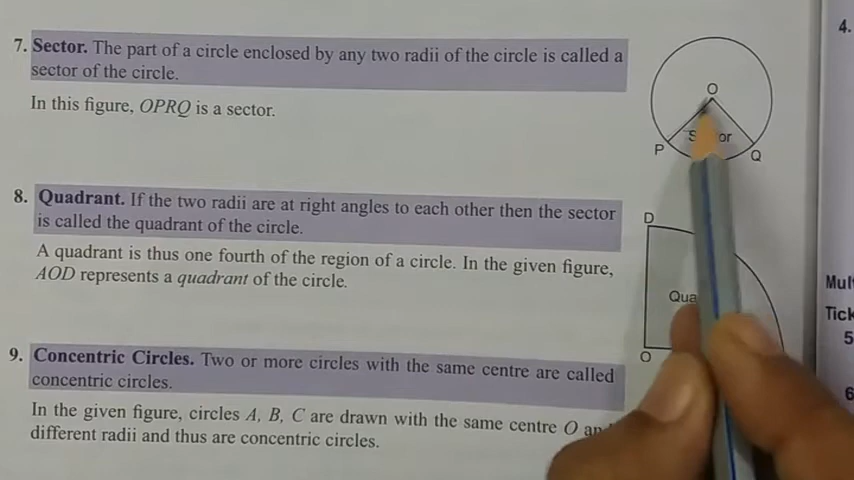 7. Sector. The part of a circle enclosed by any two radii of the circle is called a
sector of the circle.
In this figure, OPRQ is a sector.
O
P
Q
8. Quadrant. If the two radii are at right angles to each other then the sector
is called the quadrant of the circle.
A quadrant is thus one fourth of the region of a circle. In the given figure,
AOD represents a quadrant of the circle.
D
O
9. Concentric Circles. Two or more circles with the same centre are called
concentric circles.
In the given figure, circles A, B, C are drawn with the same centre O
different radii and thus are concentric circles.
4.
Tick
5
6